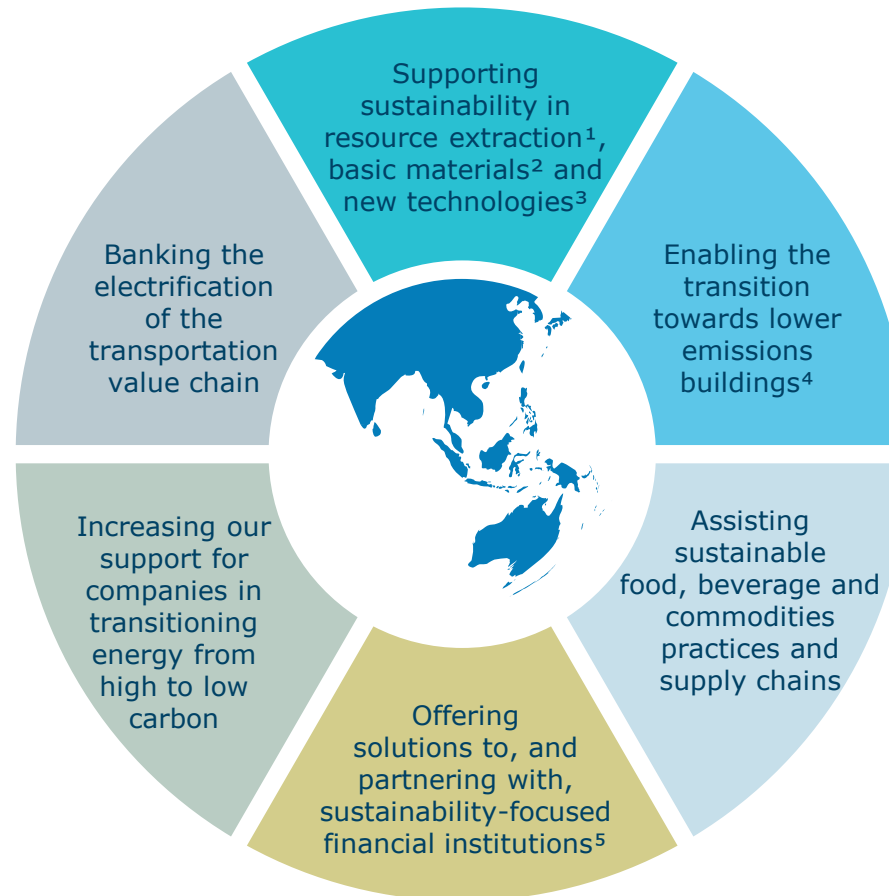 Supporting
sustainability in
resource extraction¹,
basic materials² and
new technologies³
Enabling the
transition
towards lower
emissions
buildings⁴
Assisting
sustainable
food, beverage and
commodities
practices and
supply chains
Offering
solutions to, and
partnering with,
sustainability-focused
financial institutions⁵
Increasing our
support for
companies in
transitioning
energy from
high to low
carbon
Banking the
electrification
of the
transportation
value chain